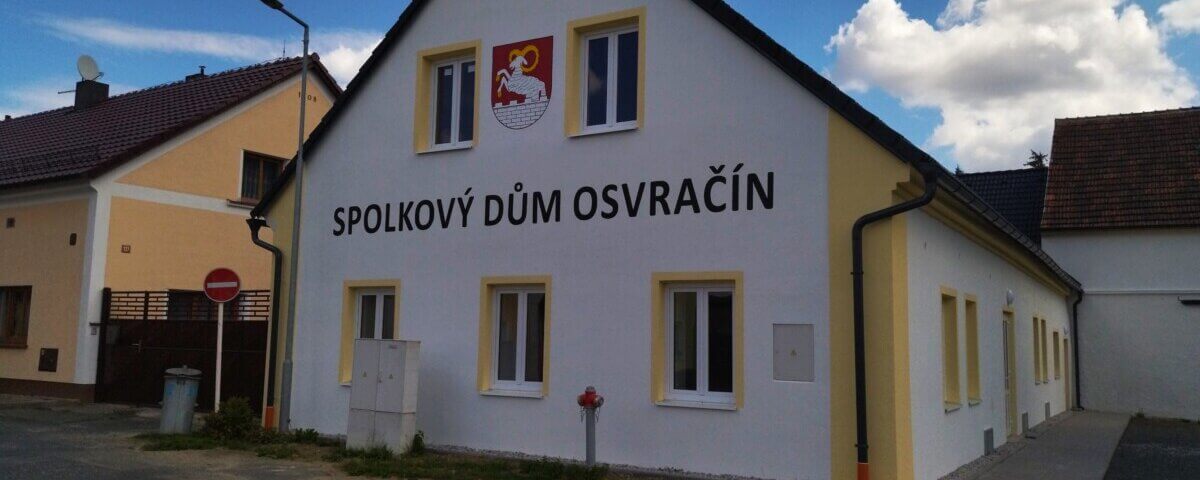 SPOLKOVÝ DŮM OSVRAČÍN